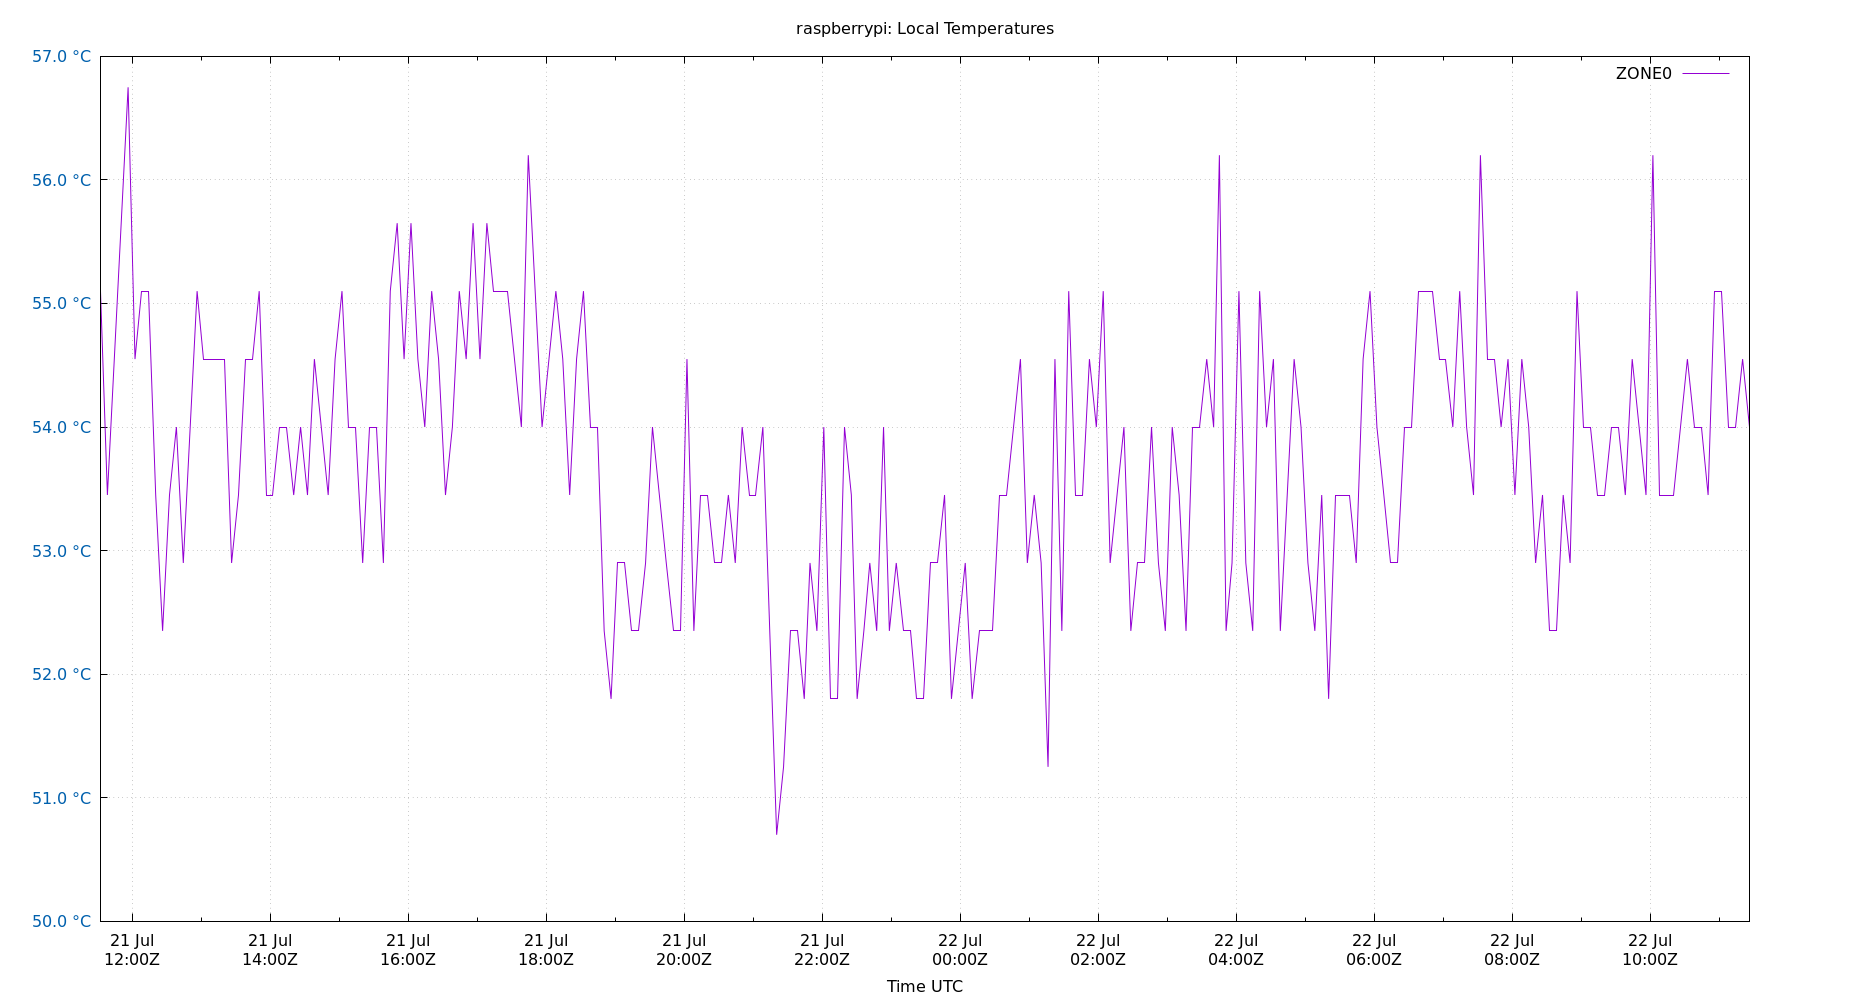 raspberrypi: Local Temperatures
57.0 °C
ZONE0
56.0 °C
55.0 °C
54.0 °C
53.0 °C
52.0 °C
51.0 °C
50.0 °C
21 Jul 21 Jul 21 Jul 21 Jul 21 Jul 21 Jul 22 Jul 22 Jul 22 Jul 22 Jul 22 Jul 22 Jul
12:00Z 14:00Z 16:00Z 18:00Z 20:00Z 22:00Z 00:00Z 02:00Z 04:00Z 06:00Z 08:00Z 10:00Z
Time UTC